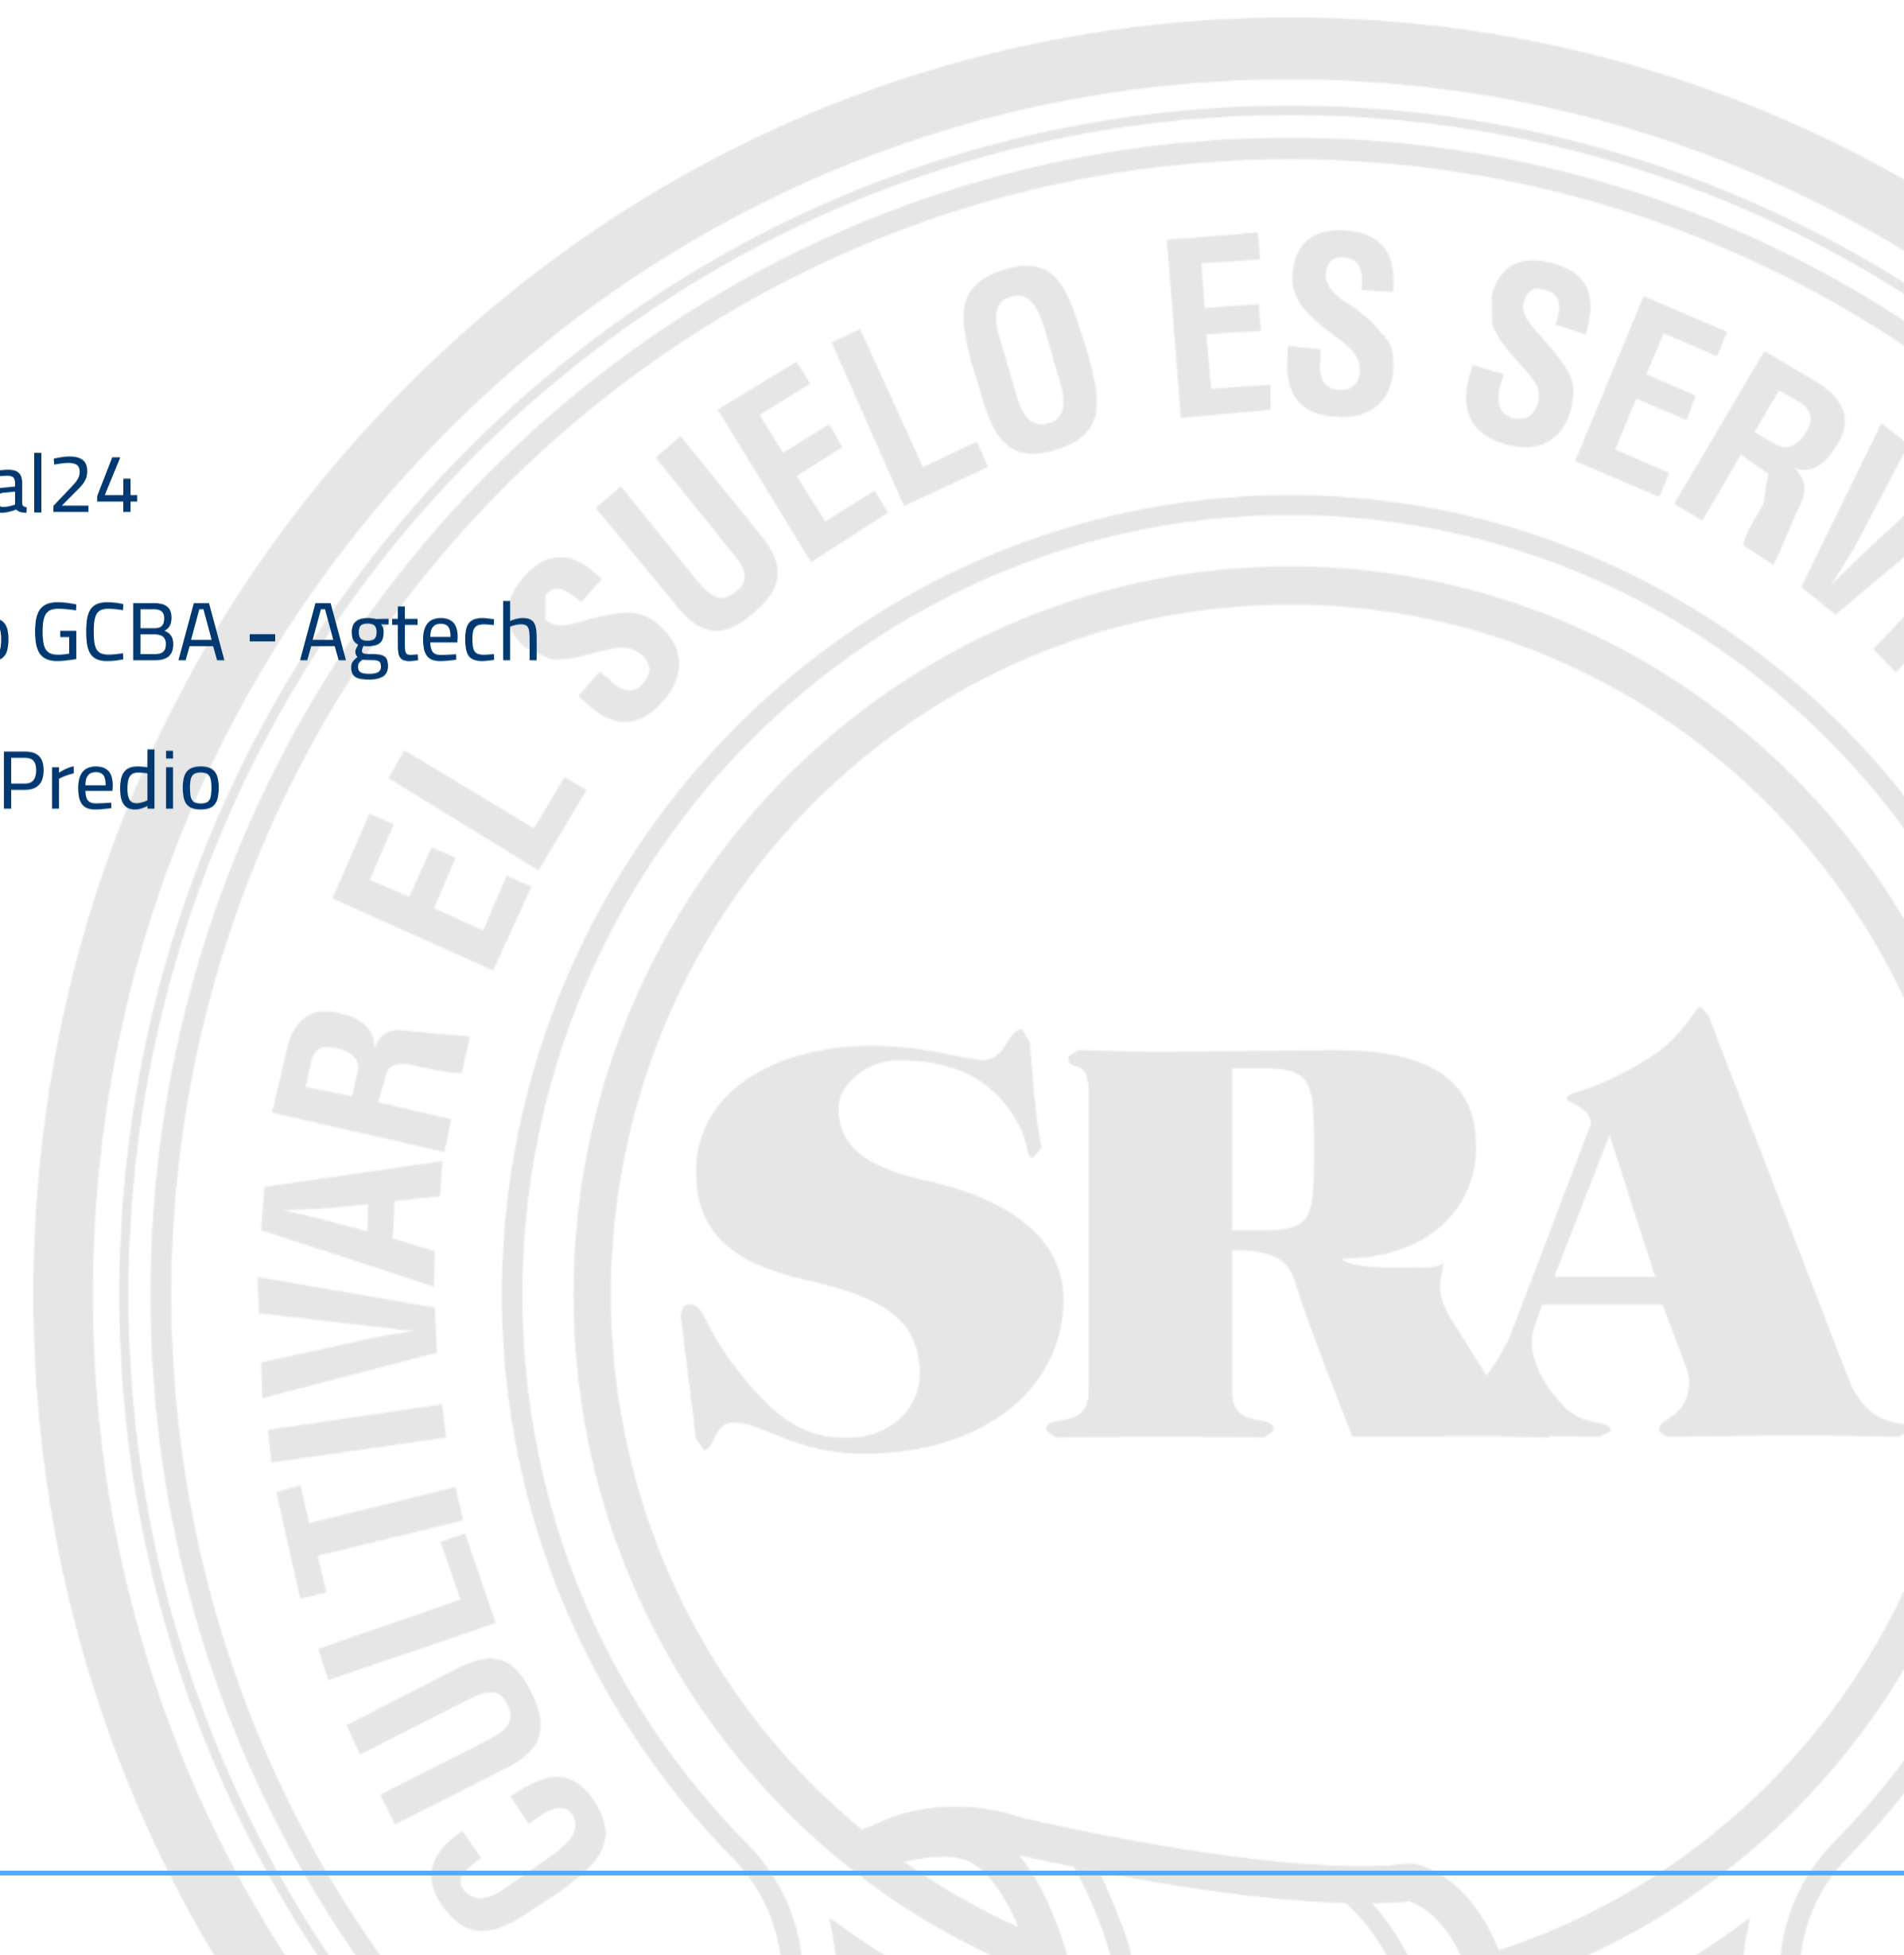 al24
o GCBA – Agtech
Predio
CULTIVAR EL SUELO ES SERV
SRA